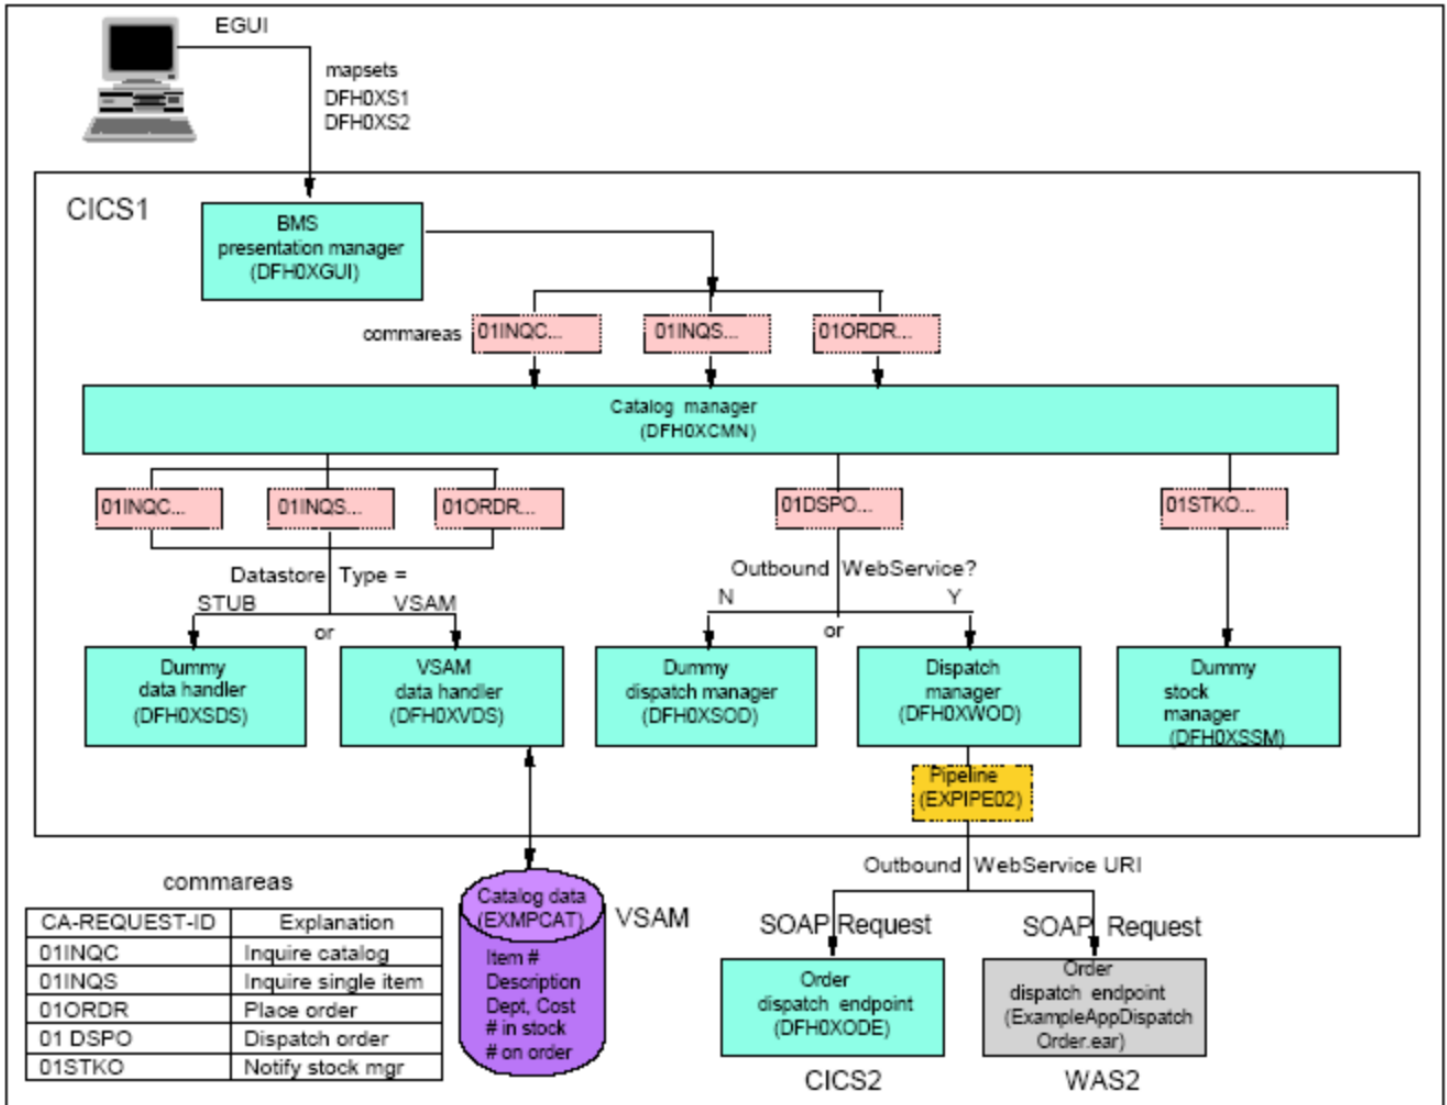 EGUI
mapsets
DFH0XS1
DFH0XS2
CICS1
BMS
presentation manager
(DFH0XGUI)
commareas
01INQC...
01INQS...
01ORDR...
Catalog manager
(DFH0XCMN)
01INQC...
01INQS...
01ORDR...
01DSPO...
01STKO...
Datastore Type =
STUB
VSAM
or
Outbound WebService?
N
Y
or
Dummy
data handler
(DFH0XSDS)
VSAM
data handler
(DFH0XVDS)
Dummy
dispatch manager
(DFH0XSOD)
Dispatch
manager
(DFH0XWOD)
Dummy
stock
manager
(DFH0XSSM)
Pipeline
(EXPIPE02)
Outbound WebService URI
commareas
CA-REQUEST-ID Explanation
01INQC Inquire catalog
01INQS Inquire single item
01ORDR Place order
01 DSPO Dispatch order
01STKO Notify stock mgr
Catalog data
(EXMPCAT)
Item #
Description
Dept, Cost
# in stock
# on order
VSAM
SOAP Request
SOAP Request
Order
dispatch endpoint
(DFH0XODE)
Order
dispatch endpoint
(ExampleAppDispatch
Order.ear)
CICS2
WAS2